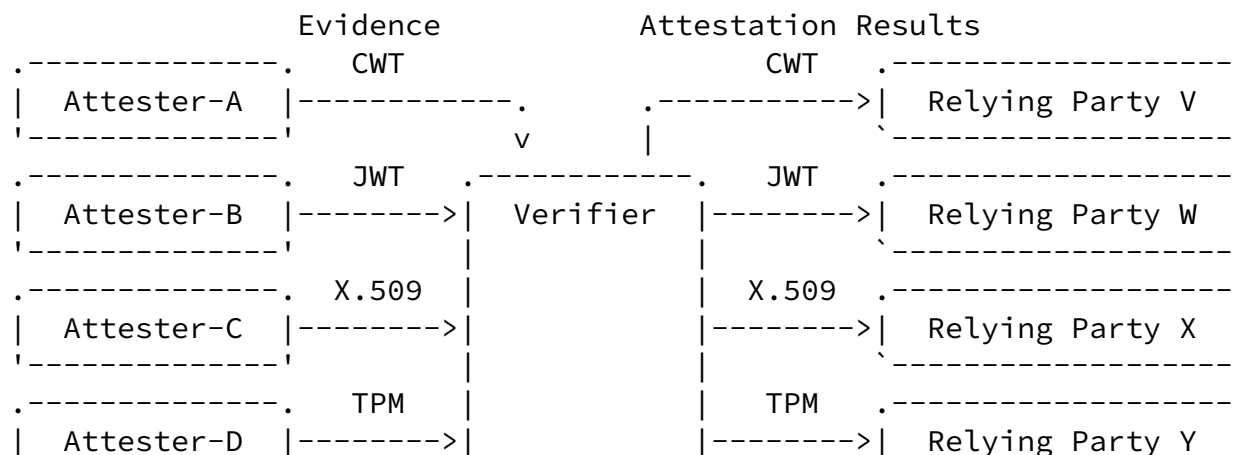 Evidence Attestation Results
CWT CWT
Attester-A Relying Party V
v
JWT JWT
Attester-B Verifier Relying Party W
X.509 X.509
Attester-C Relying Party X
TPM TPM
Attester-D Relying Party Y